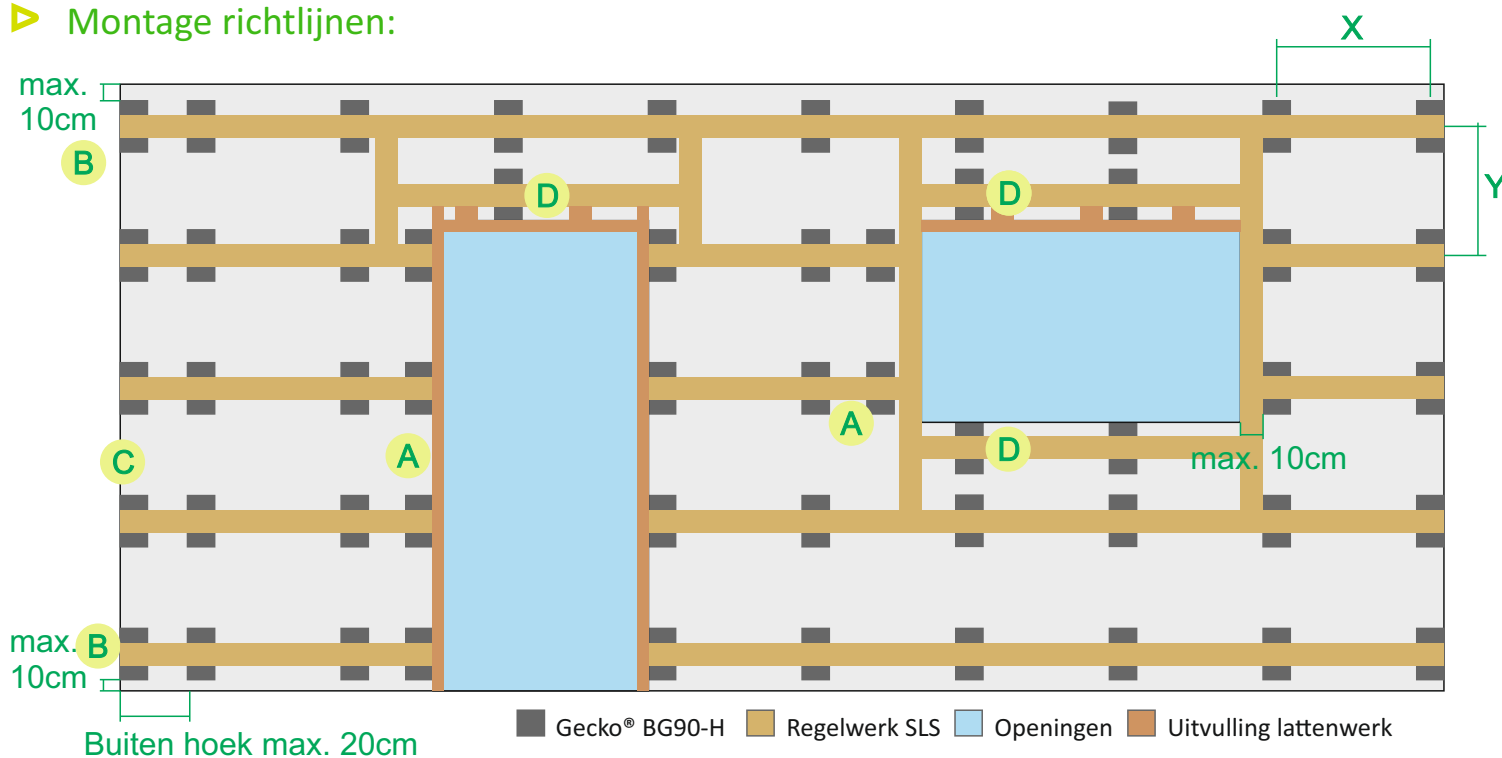 Montage richtlijnen:
X
max.
10cm
B
D
D
Y
A
A
C
D
max. 10cm
max.
B
10cm
Buiten hoek max. 20cm
Gecko® BG90-H
Regelwerk SLS
Openingen
Uitvulling lattenwerk